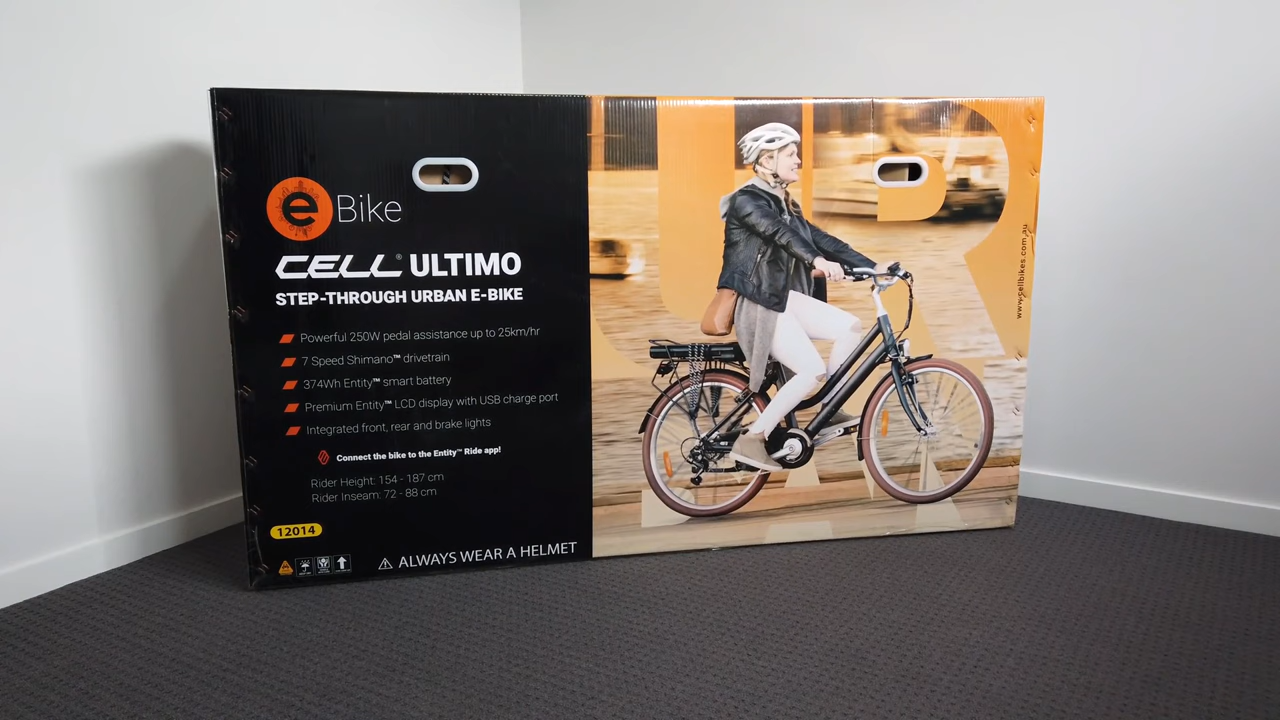 e Bike
CELL® ULTIMO
STEP-THROUGH URBAN E-BIKE
Powerful 250W pedal assistance up to 25km/hr
7 Speed Shimano™ drivetrain
374Wh Entity™ smart battery
Premium Entity™ LCD display with USB charge port
Integrated front, rear and brake lights
Connect the bike to the Entity™ Ride app!
Rider Height: 154 - 187 cm
Rider Inseam: 72 - 88 cm
12014
ALWAYS WEAR A HELMET
www.cellbikes.com.au